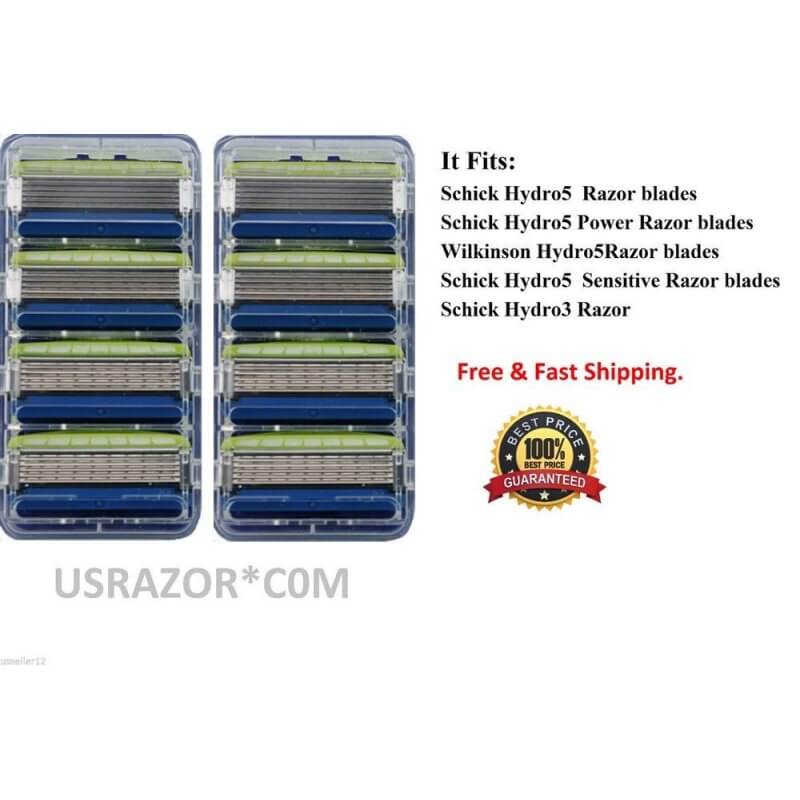 It Fits:
Schick Hydro5  Razor blades
Schick Hydro5 Power Razor blades
Wilkinson Hydro5Razor blades
Schick Hydro5  Sensitive Razor blades
Schick Hydro3 Razor
Free & Fast Shipping.
BEST PRICE
100%
BEST PRICE
GUARANTEED
USRAZOR*C0M
usseller12